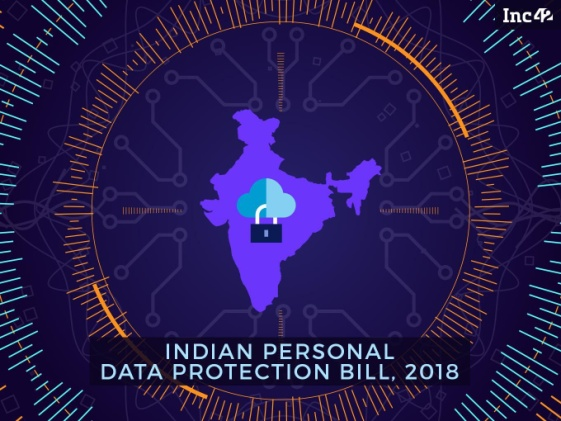 Inc42
INDIAN PERSONAL
DATA PROTECTION BILL, 2018